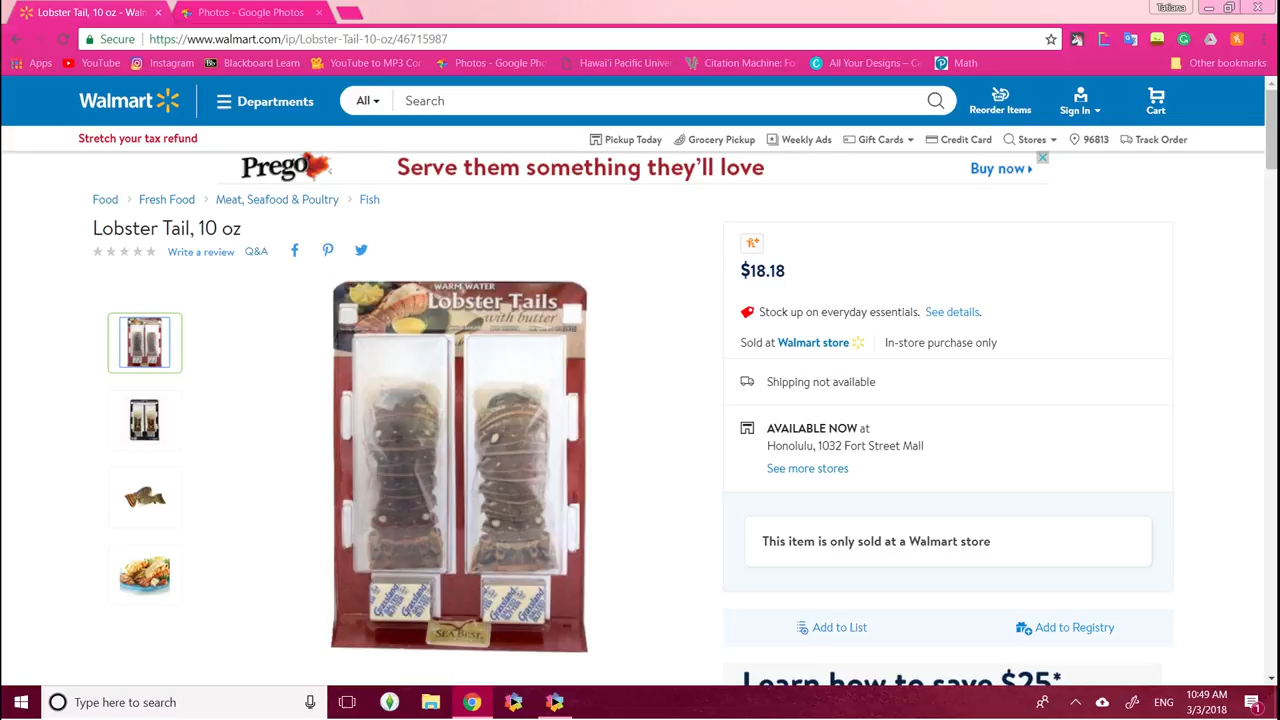 Lobster Tail, 10 oz - Waln
Photos - Google Photos
Tatiana
Secure
https://www.walmart.com/ip/Lobster-Tail-10-oz/46715987
Apps
YouTube
Instagram
Blackboard Learn
YouTube to MP3 Con
Photos - Google Pho
Hawai'i Pacific Unive
Citation Machine: Fo
All Your Designs – Ca
Math
Other bookmarks
Walmart
Departments
All
Search
Reorder Items
Sign In
Cart
Stretch your tax refund
Pickup Today
Grocery Pickup
Weekly Ads
Gift Cards
Credit Card
Stores
96813
Track Order
Prego
Serve them something they'll love
Buy now
Food
Fresh Food
Meat, Seafood & Poultry
Fish
Lobster Tail, 10 oz
Write a review
Q&A
$18.18
Stock up on everyday essentials. See details.
Sold at Walmart store
In-store purchase only
Shipping not available
AVAILABLE NOW at
Honolulu, 1032 Fort Street Mall
See more stores
This item is only sold at a Walmart store
Add to List
Add to Registry
Learn how to save $25*
WARM WATER
Lobster Tails
with butter
SEA BEST
Type here to search
ENG
10:49 AM
3/3/2018
1